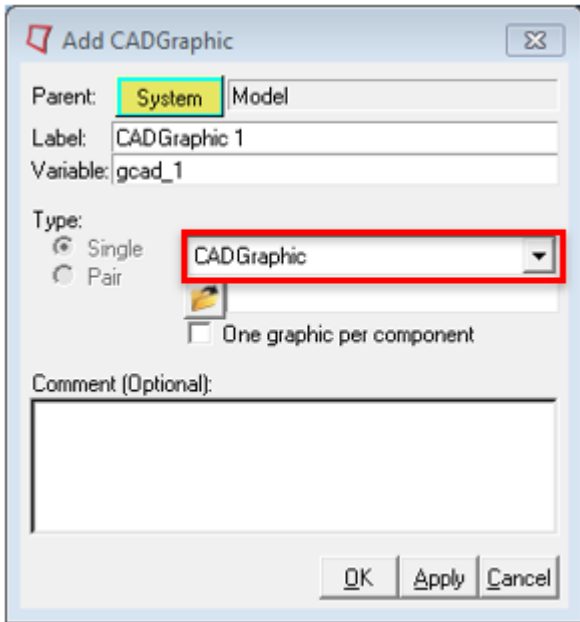 Add CADGraphic
Parent: System Model
Label: CADGraphic 1
Variable: gcad_1
Type:
Single
CADGraphic
Pair
One graphic per component
Comment (Optional):
OK Apply Cancel